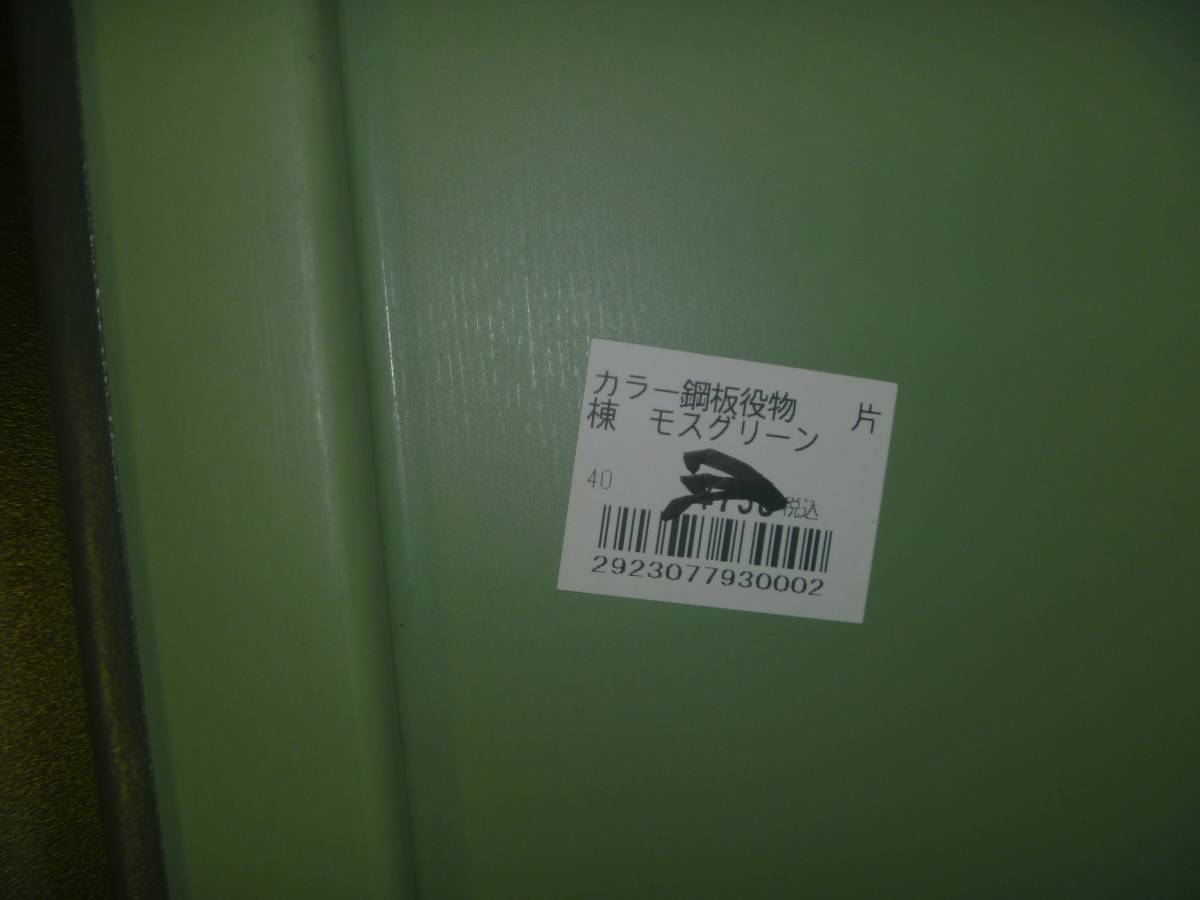 カラー鋼板役物　片
棟　モスグリーン
40
税込
2923077930002